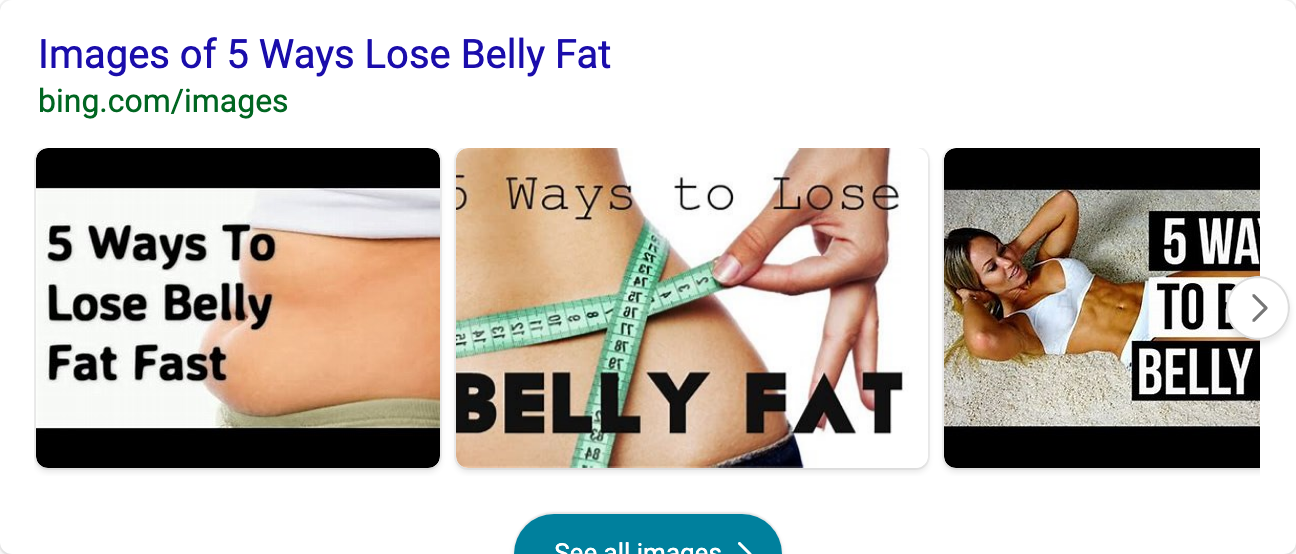 Images of 5 Ways Lose Belly Fat
bing.com/images
5 Ways To
Lose Belly
Fat Fast
5 Ways to Lose
BELLY FAT
5 WA
TO B
BELLY
See all images